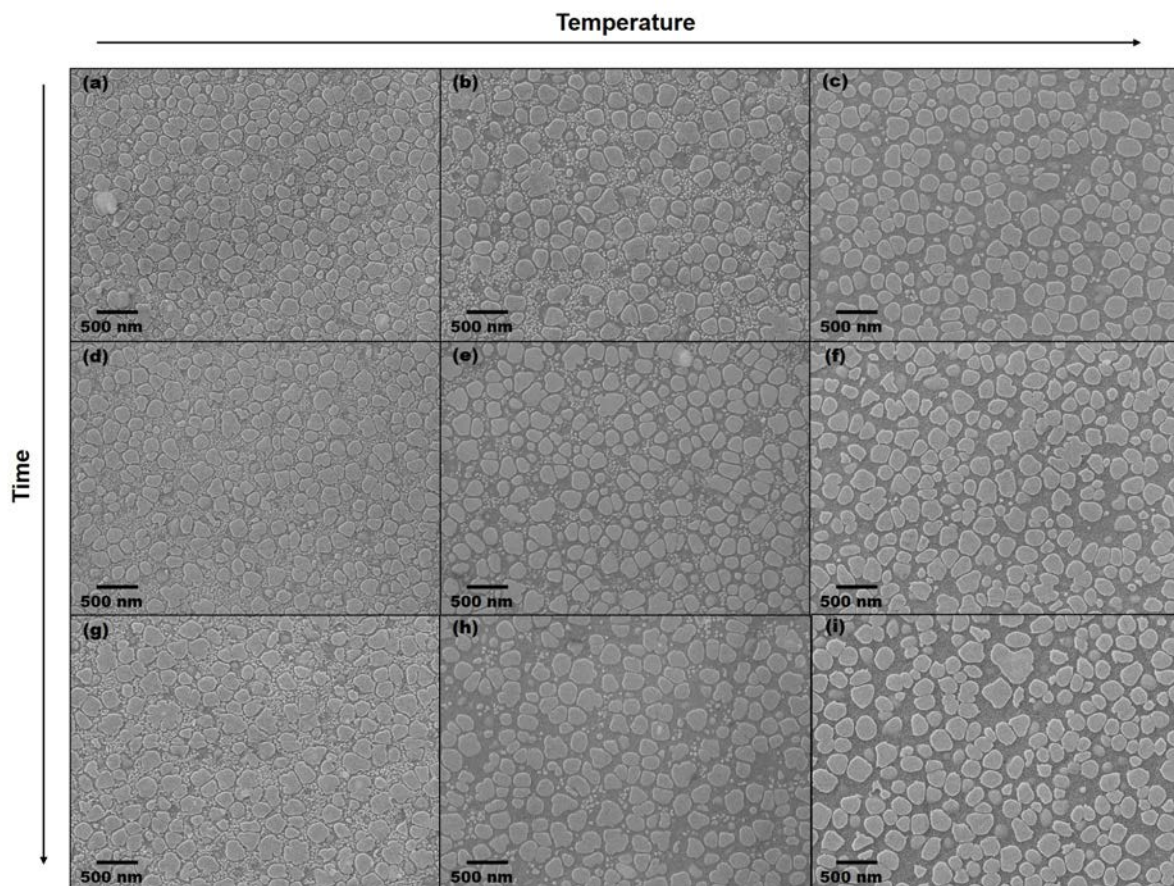 Temperature
Time
(a)
500 nm
(b)
500 nm
(c)
500 nm
(d)
500 nm
(e)
500 nm
(f)
500 nm
(g)
500 nm
(h)
500 nm
(i)
500 nm